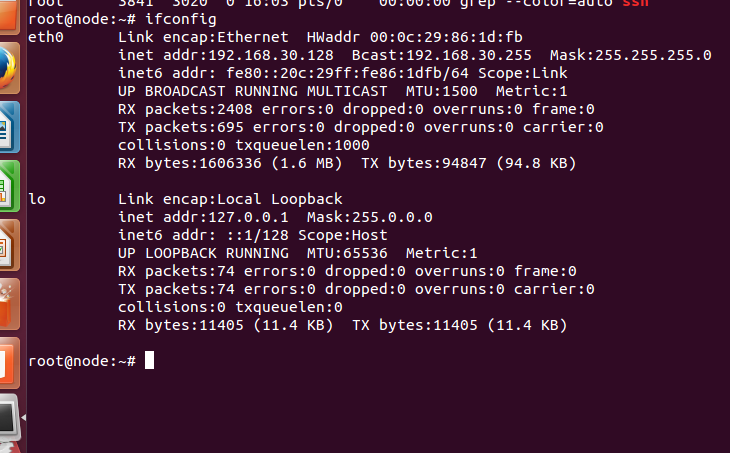 root 3841 3020 0 16:03 pts/0 00:00:00 grep --color=auto ssh
root@node:~# ifconfig
eth0 Link encap:Ethernet HWaddr 00:0c:29:86:1d:fb
inet addr:192.168.30.128 Bcast:192.168.30.255 Mask:255.255.255.0
inet6 addr: fe80::20c:29ff:fe86:1dfb/64 Scope:Link
UP BROADCAST RUNNING MULTICAST MTU:1500 Metric:1
RX packets:2408 errors:0 dropped:0 overruns:0 frame:0
TX packets:695 errors:0 dropped:0 overruns:0 carrier:0
collisions:0 txqueuelen:1000
RX bytes:1606336 (1.6 MB) TX bytes:94847 (94.8 KB)
lo Link encap:Local Loopback
inet addr:127.0.0.1 Mask:255.0.0.0
inet6 addr: ::1/128 Scope:Host
UP LOOPBACK RUNNING MTU:65536 Metric:1
RX packets:74 errors:0 dropped:0 overruns:0 frame:0
TX packets:74 errors:0 dropped:0 overruns:0 carrier:0
collisions:0 txqueuelen:0
RX bytes:11405 (11.4 KB) TX bytes:11405 (11.4 KB)
root@node:~#